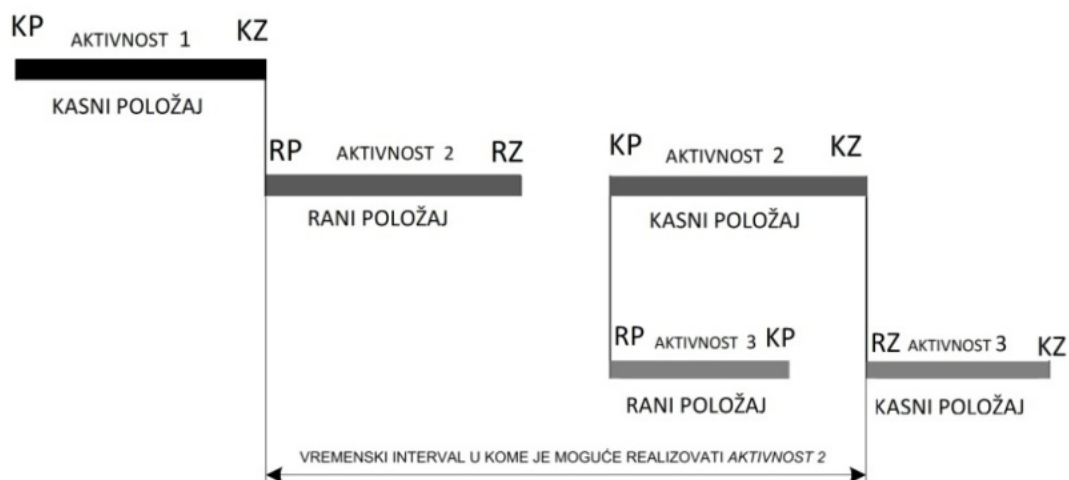 KP AKTIVNOST 1 KZ
KASNI POLOŽAJ
RP AKTIVNOST 2 RZ
RANI POLOŽAJ
KP AKTIVNOST 2 KZ
KASNI POLOŽAJ
RP AKTIVNOST 3 KP
RANI POLOŽAJ
RZ AKTIVNOST 3 KZ
KASNI POLOŽAJ
VREMENSKI INTERVAL U KOME JE MOGUĆE REALIZOVATI AKTIVNOST 2